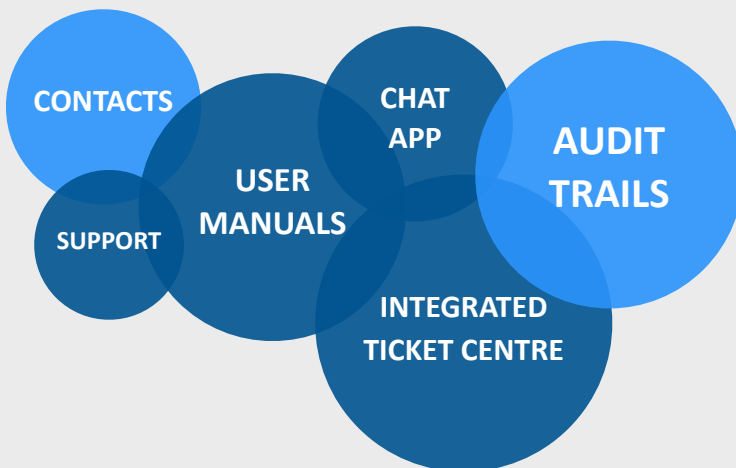 CONTACTS
SUPPORT
USER
MANUALS
CHAT
APP
INTEGRATED
TICKET CENTRE
AUDIT
TRAILS